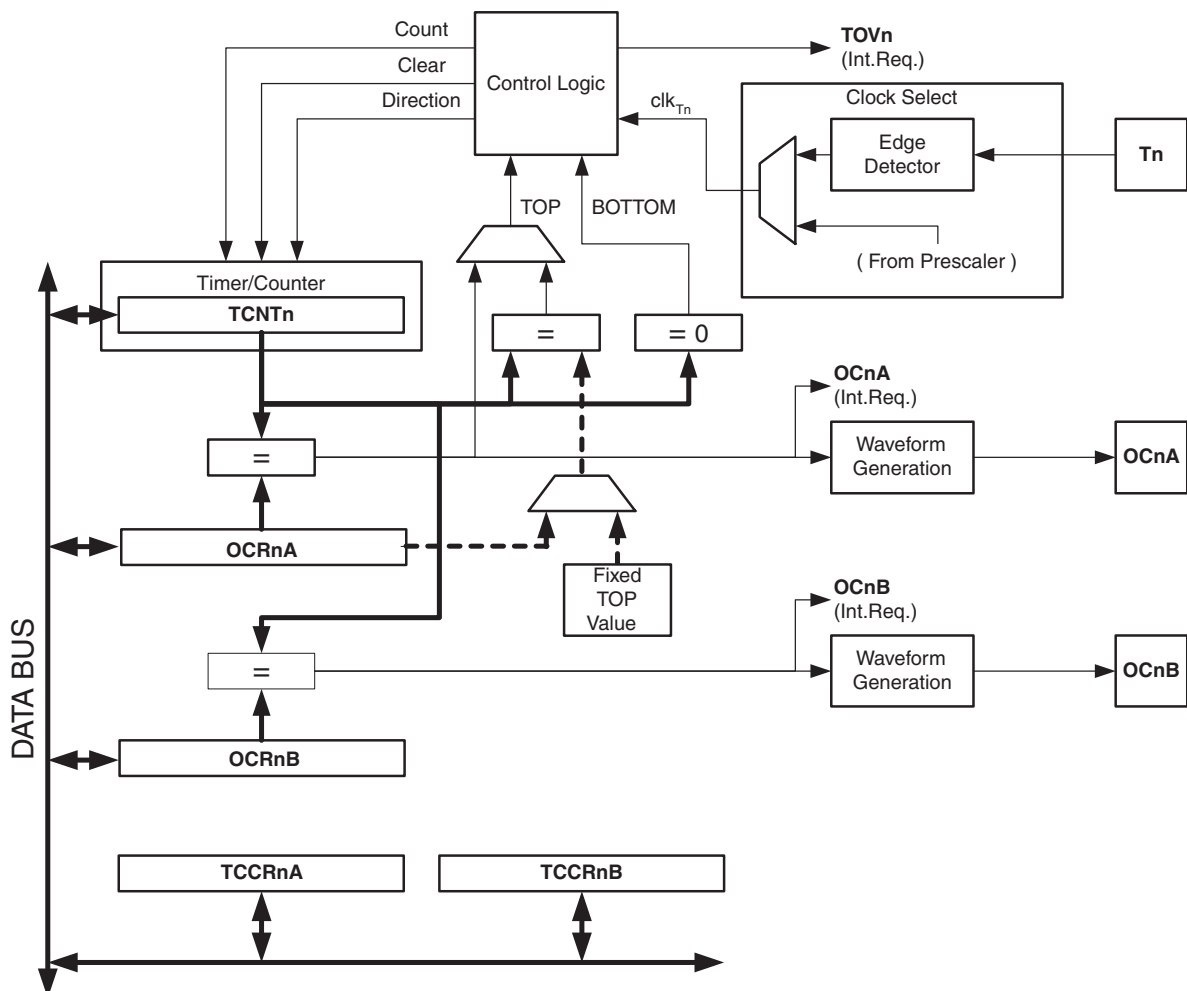 Count
Clear
Direction
Control Logic
TOVn
(Int.Req.)
clkTn
Clock Select
Edge
Detector
Tn
( From Prescaler )
TOP
BOTTOM
Timer/Counter
TCNTn
=
= 0
OCnA
(Int.Req.)
=
Waveform
Generation
OCnA
OCRnA
Fixed
TOP
Value
OCnB
(Int.Req.)
=
Waveform
Generation
OCnB
OCRnB
DATA BUS
TCCRnA
TCCRnB